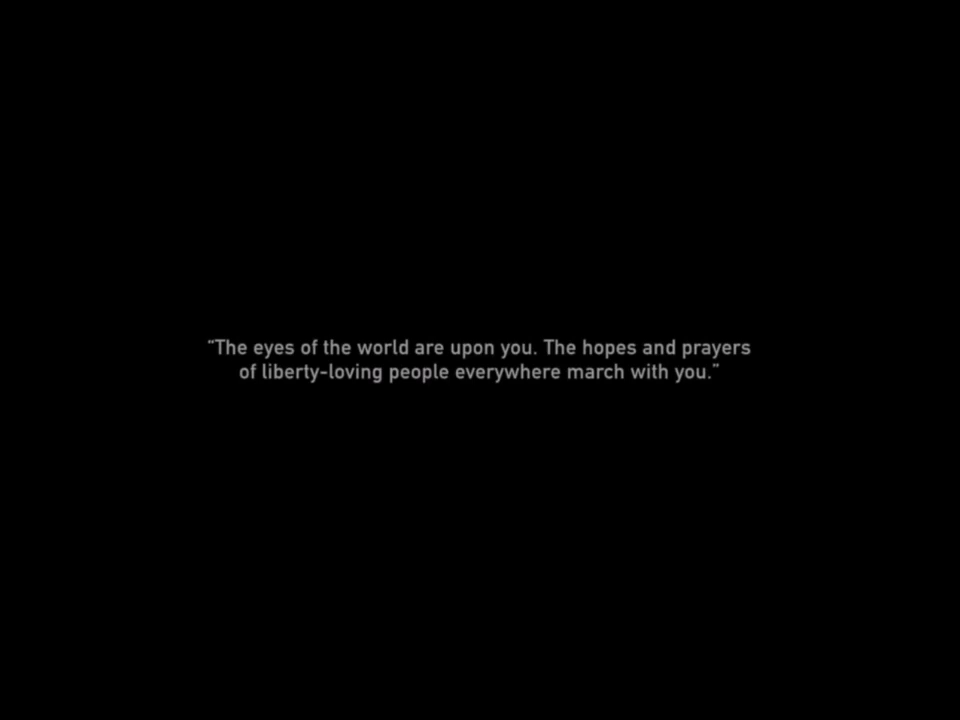 “The eyes of the world are upon you. The hopes and prayers
of liberty-loving people everywhere march with you.”